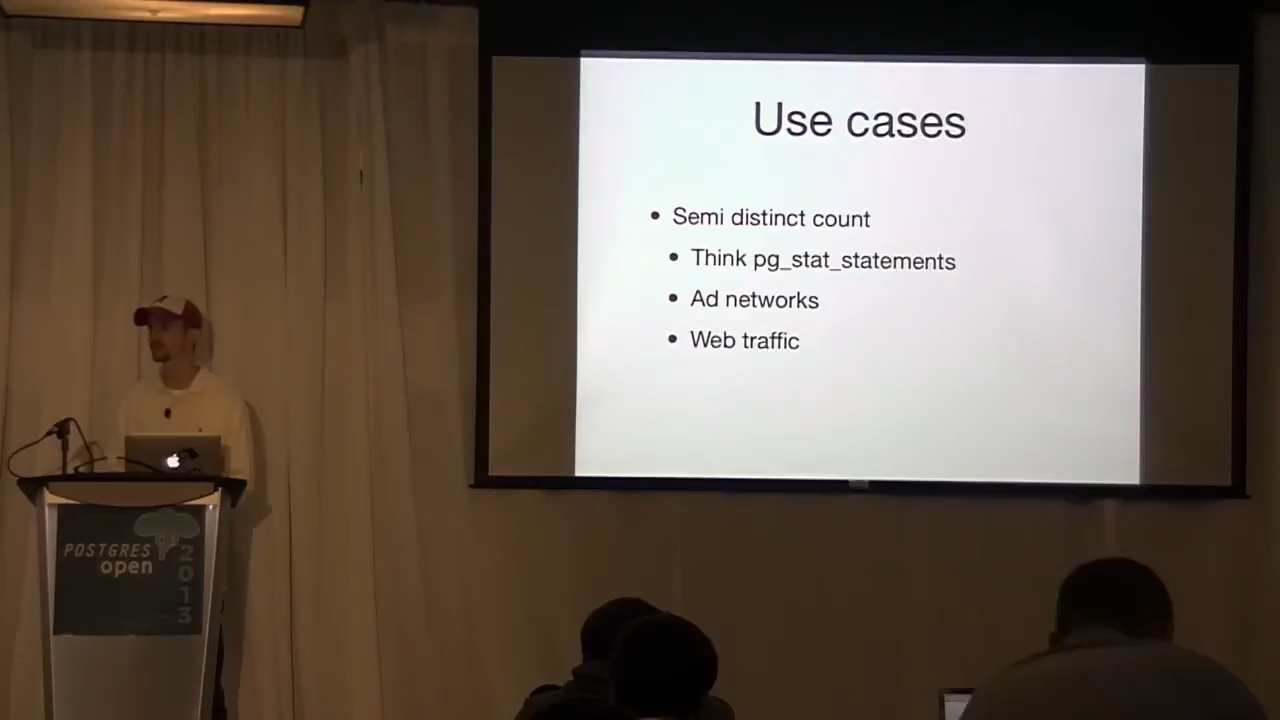 Use cases
• Semi distinct count
• Think pg_stat_statements
• Ad networks
• Web traffic
POSTGRES
open
2013